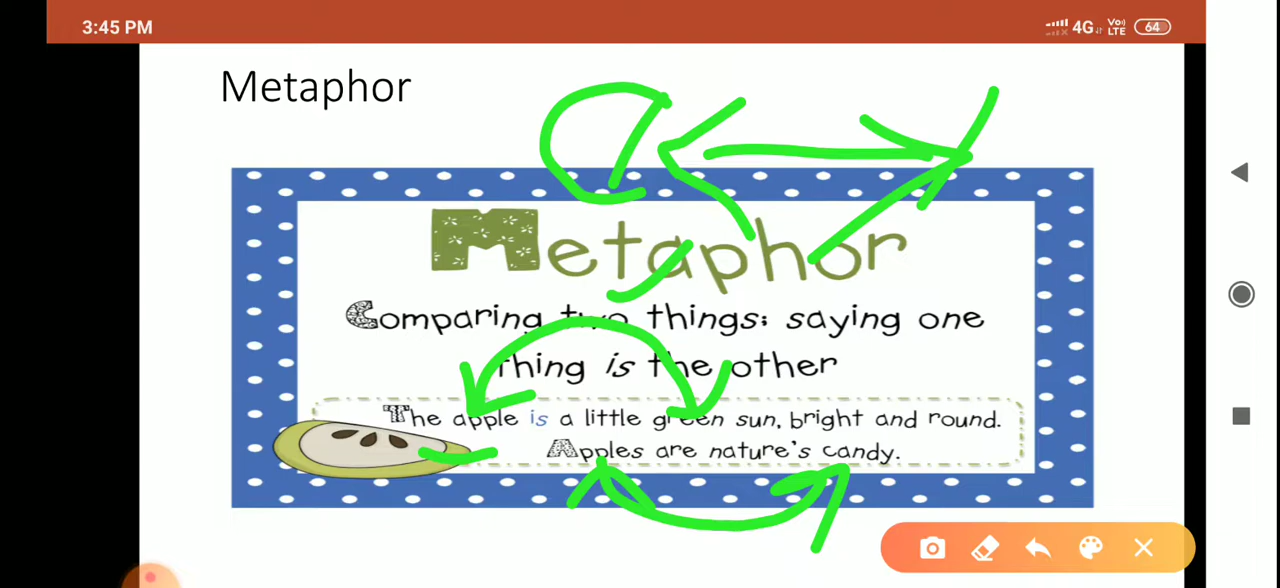 3:45 PM
4G Vo) LTE 64
Metaphor
Metaphor
Comparing two things: saying one
thing is the other
The apple is a little green sun, bright and round.
Apples are nature's candy.